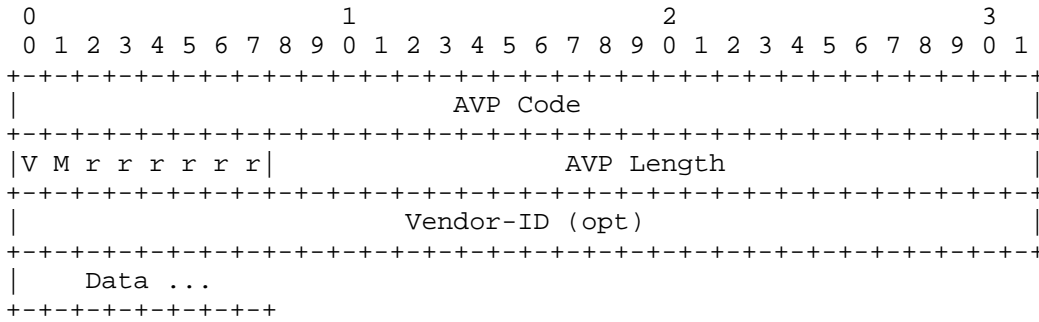 0                   1                   2                   3
 0 1 2 3 4 5 6 7 8 9 0 1 2 3 4 5 6 7 8 9 0 1 2 3 4 5 6 7 8 9 0 1
+-+-+-+-+-+-+-+-+-+-+-+-+-+-+-+-+-+-+-+-+-+-+-+-+-+-+-+-+-+-+-+-+
|                           AVP Code                            |
+-+-+-+-+-+-+-+-+-+-+-+-+-+-+-+-+-+-+-+-+-+-+-+-+-+-+-+-+-+-+-+-+
|V M r r r r r r|                  AVP Length                   |
+-+-+-+-+-+-+-+-+-+-+-+-+-+-+-+-+-+-+-+-+-+-+-+-+-+-+-+-+-+-+-+-+
|                        Vendor-ID (opt)                        |
+-+-+-+-+-+-+-+-+-+-+-+-+-+-+-+-+-+-+-+-+-+-+-+-+-+-+-+-+-+-+-+-+
|    Data ...
+-+-+-+-+-+-+-+-+